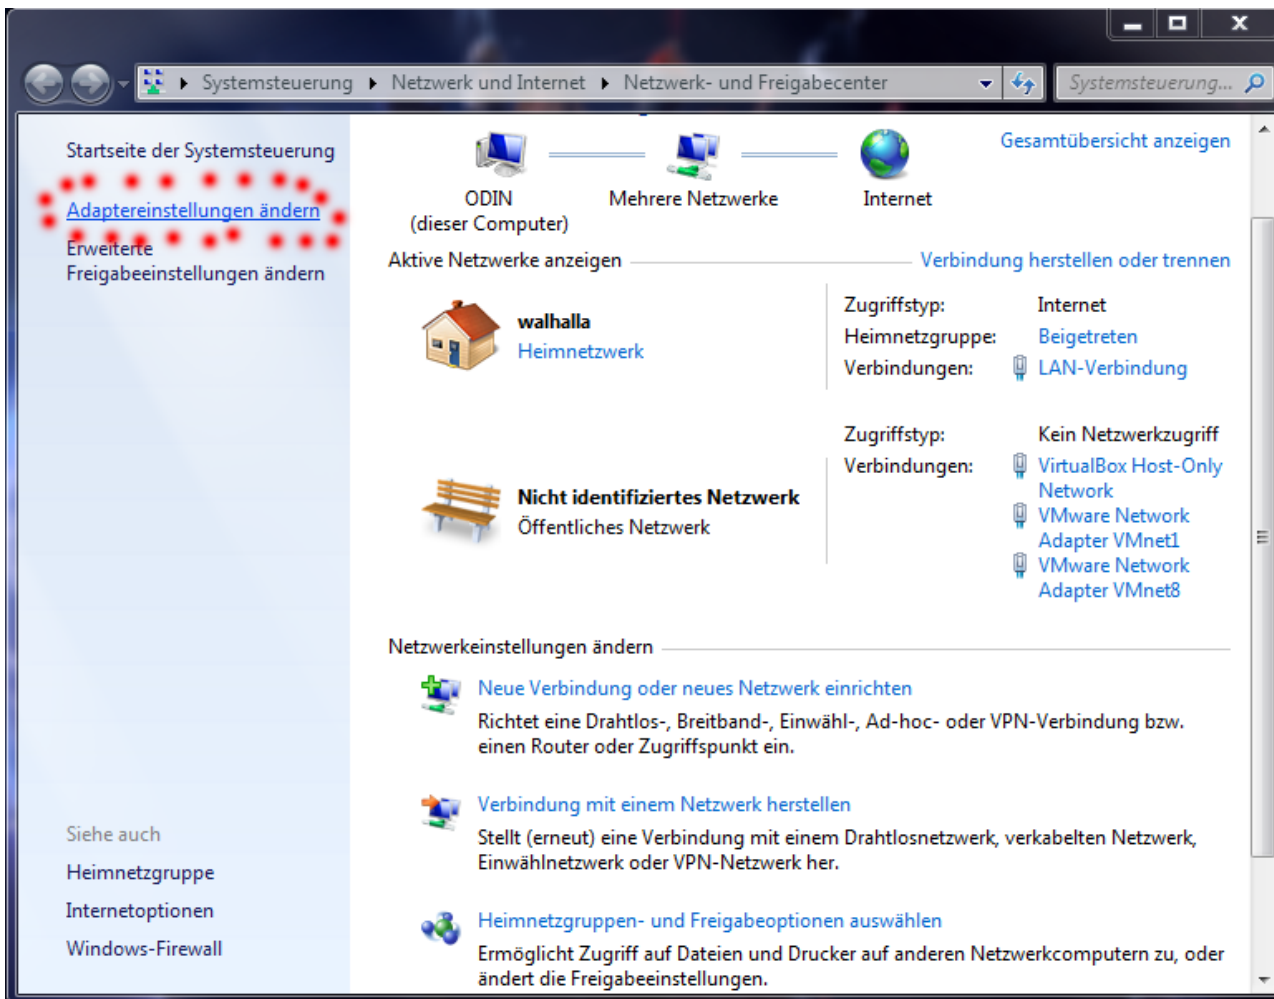 Systemsteuerung Netzwerk und Internet Netzwerk- und Freigabecenter
Systemsteuerung...
Startseite der Systemsteuerung
Adaptereinstellungen ändern
Erweiterte
Freigabeeinstellungen ändern
Gesamtübersicht anzeigen
ODIN
(dieser Computer)
Mehrere Netzwerke
Internet
Aktive Netzwerke anzeigen
Verbindung herstellen oder trennen
walhalla
Heimnetzwerk
Zugriffstyp: Internet
Heimnetzgruppe: Beigetreten
Verbindungen: LAN-Verbindung
Nicht identifiziertes Netzwerk
Öffentliches Netzwerk
Zugriffstyp: Kein Netzwerkzugriff
Verbindungen: VirtualBox Host-Only
Network
VMware Network
Adapter VMnet1
VMware Network
Adapter VMnet8
Netzwerkeinstellungen ändern
Neue Verbindung oder neues Netzwerk einrichten
Richtet eine Drahtlos-, Breitband-, Einwähl-, Ad-hoc- oder VPN-Verbindung bzw.
einen Router oder Zugriffspunkt ein.
Verbindung mit einem Netzwerk herstellen
Stellt (erneut) eine Verbindung mit einem Drahtlosnetzwerk, verkabelten Netzwerk,
Einwählnetzwerk oder VPN-Netzwerk her.
Heimnetzgruppen- und Freigabeoptionen auswählen
Ermöglicht Zugriff auf Dateien und Drucker auf anderen Netzwerkcomputern zu, oder
ändert die Freigabeeinstellungen.
Siehe auch
Heimnetzgruppe
Internetoptionen
Windows-Firewall